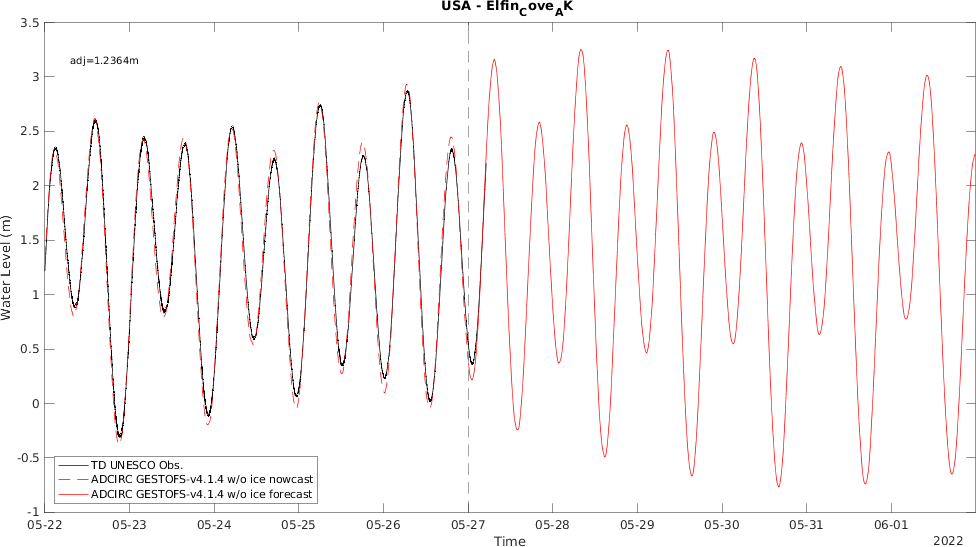 USA - ElfinCoveAK
3.5
3
2.5
2
1.5
1
0.5
0
-0.5
-1
Water Level (m)
adj=1.2364m
TD UNESCO Obs.
ADCIRC GESTOFS-v4.1.4 w/o ice nowcast
ADCIRC GESTOFS-v4.1.4 w/o ice forecast
05-22 05-23 05-24 05-25 05-26 05-27 05-28 05-29 05-30 05-31 06-01
Time
2022